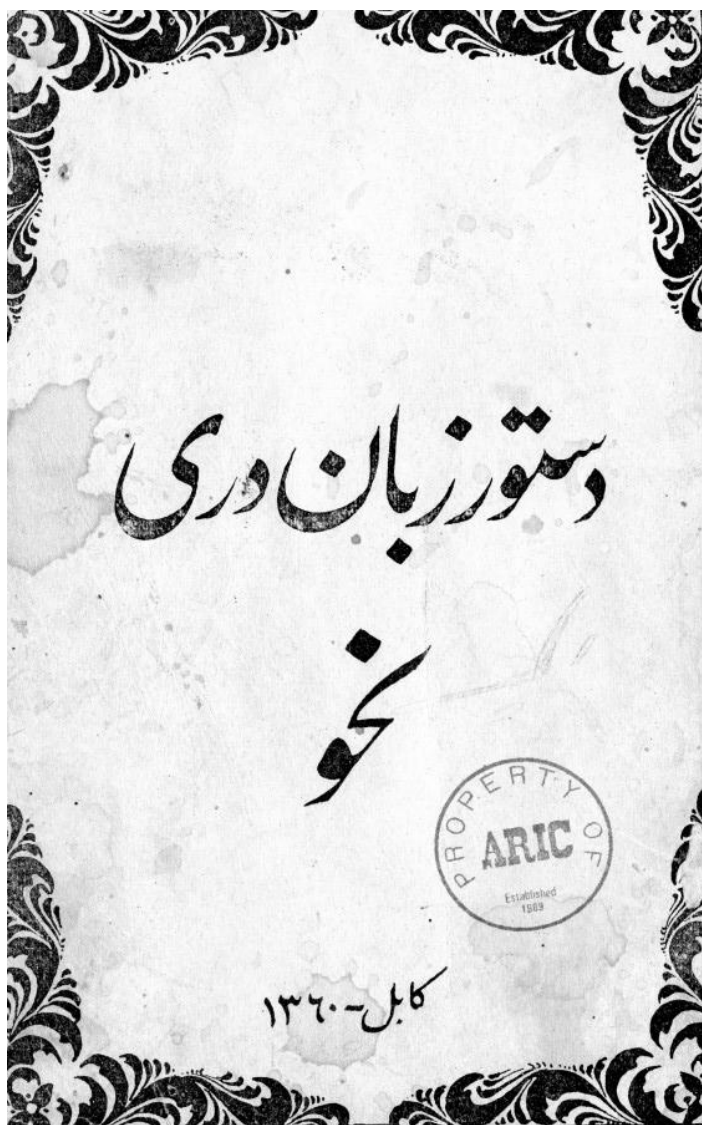 دستور زبان دری
نحو
PROPERTY OF
ARIC
Established
1989
کابل - ۱۳۶۰